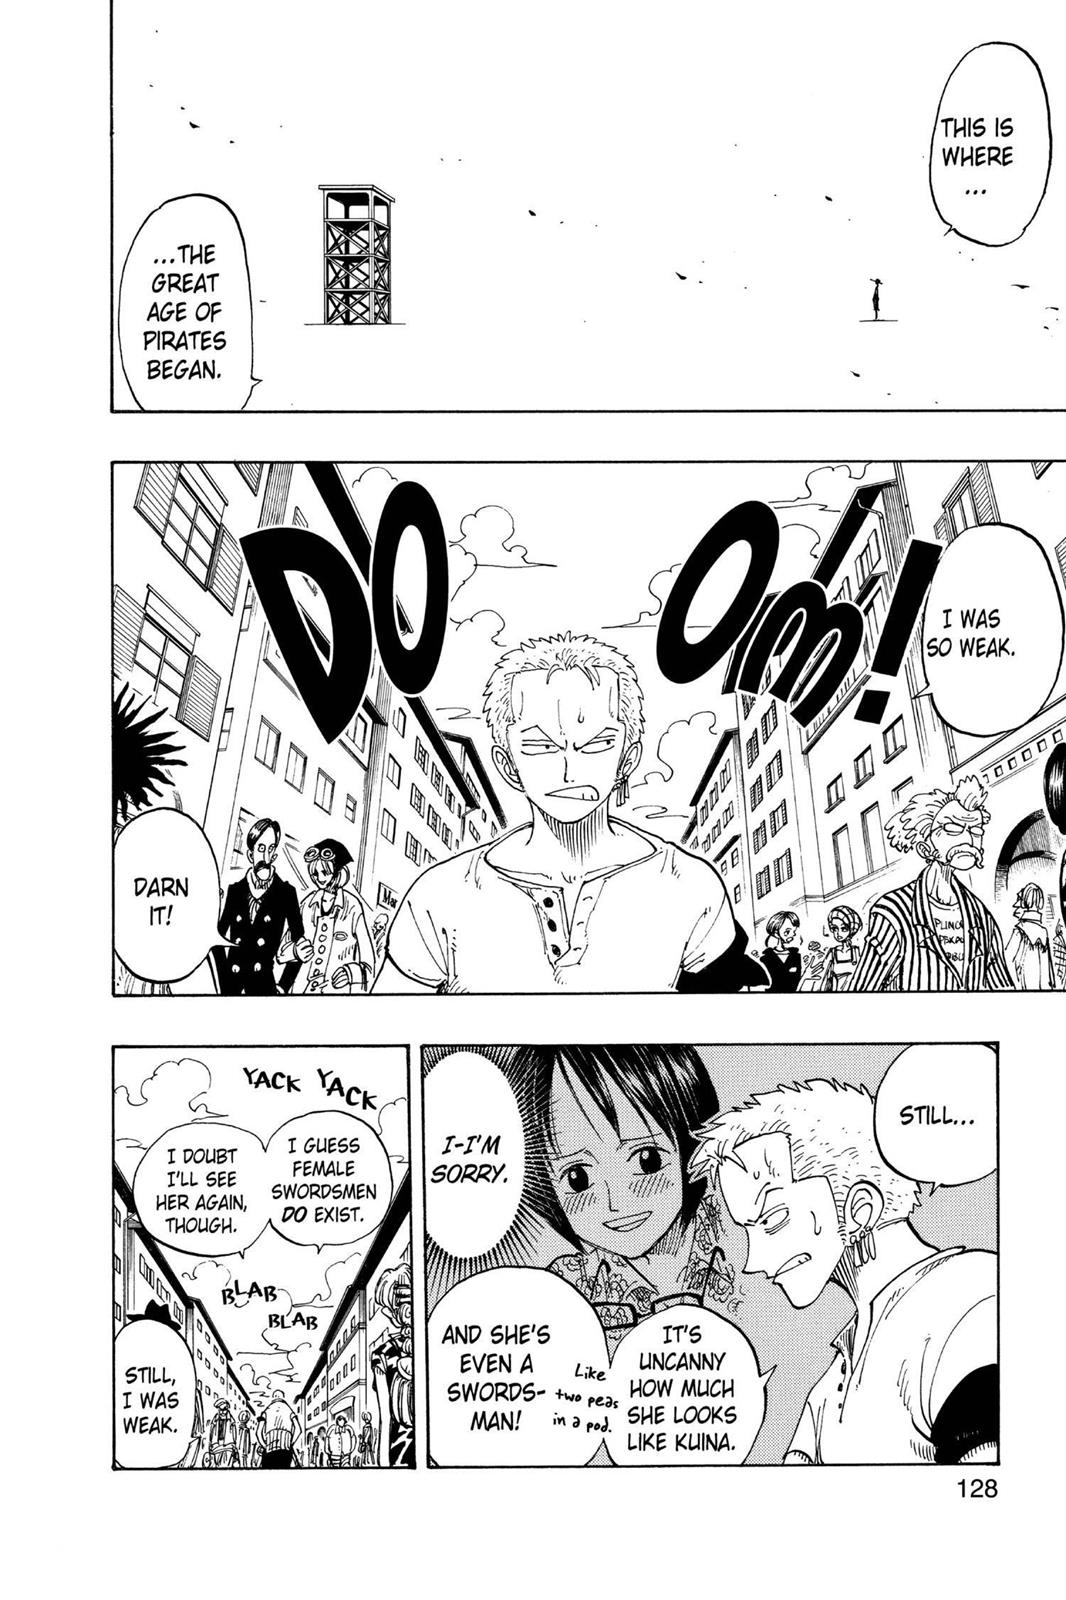 THIS IS
WHERE
...
...THE
GREAT
AGE OF
PIRATES
BEGAN.
DOOM!
I WAS
SO WEAK.
DARN
IT!
STILL...
I-I'M
SORRY.
IT'S
UNCANNY
HOW MUCH
SHE LOOKS
LIKE KUINA.
Like
two peas
in a pod.
AND SHE'S
EVEN A
SWORDS-
MAN!
YACK YACK
I GUESS
FEMALE
SWORDSMEN
DO EXIST.
I DOUBT
I'LL SEE
HER AGAIN,
THOUGH.
BLAB
BLAB
STILL,
I WAS
WEAK.
128